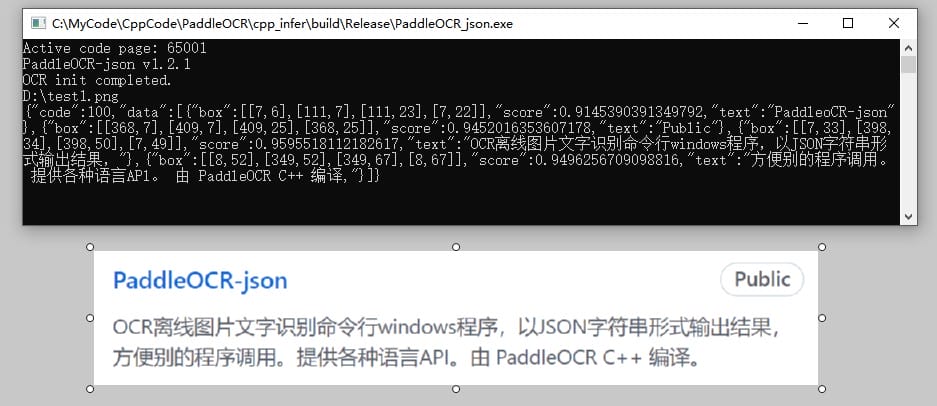 C:\MyCode\CppCode\PaddleOCR\cpp_infer\build\Release\PaddleOCR_json.exe
Active code page: 65001
PaddleOCR-json v1.2.1
OCR init completed.
D:\test1.png
{"code":100,"data":[{"box":[[7,6],[111,7],[111,23],[7,22]],"score":0.9145390391349792,"text":"PaddleoCR-json"
},{"box":[[368,7],[409,7],[409,25],[368,25]],"score":0.9452016353607178,"text":"Public"},{"box":[[7,33],[398,
34],[398,50],[7,49]],"score":0.9595518112182617,"text":"OCR离线图片文字识别命令行windows程序，以JSON字符串形
式输出结果，"},{"box":[[8,52],[349,52],[349,67],[8,67]],"score":0.9496256709098816,"text":"方便别的程序调用。
提供各种语言API。 由 PaddleOCR C++ 编译,"}]}
PaddleOCR-json
Public
OCR离线图片文字识别命令行windows程序，以JSON字符串形式输出结果，
方便别的程序调用。提供各种语言API。由 PaddleOCR C++ 编译。